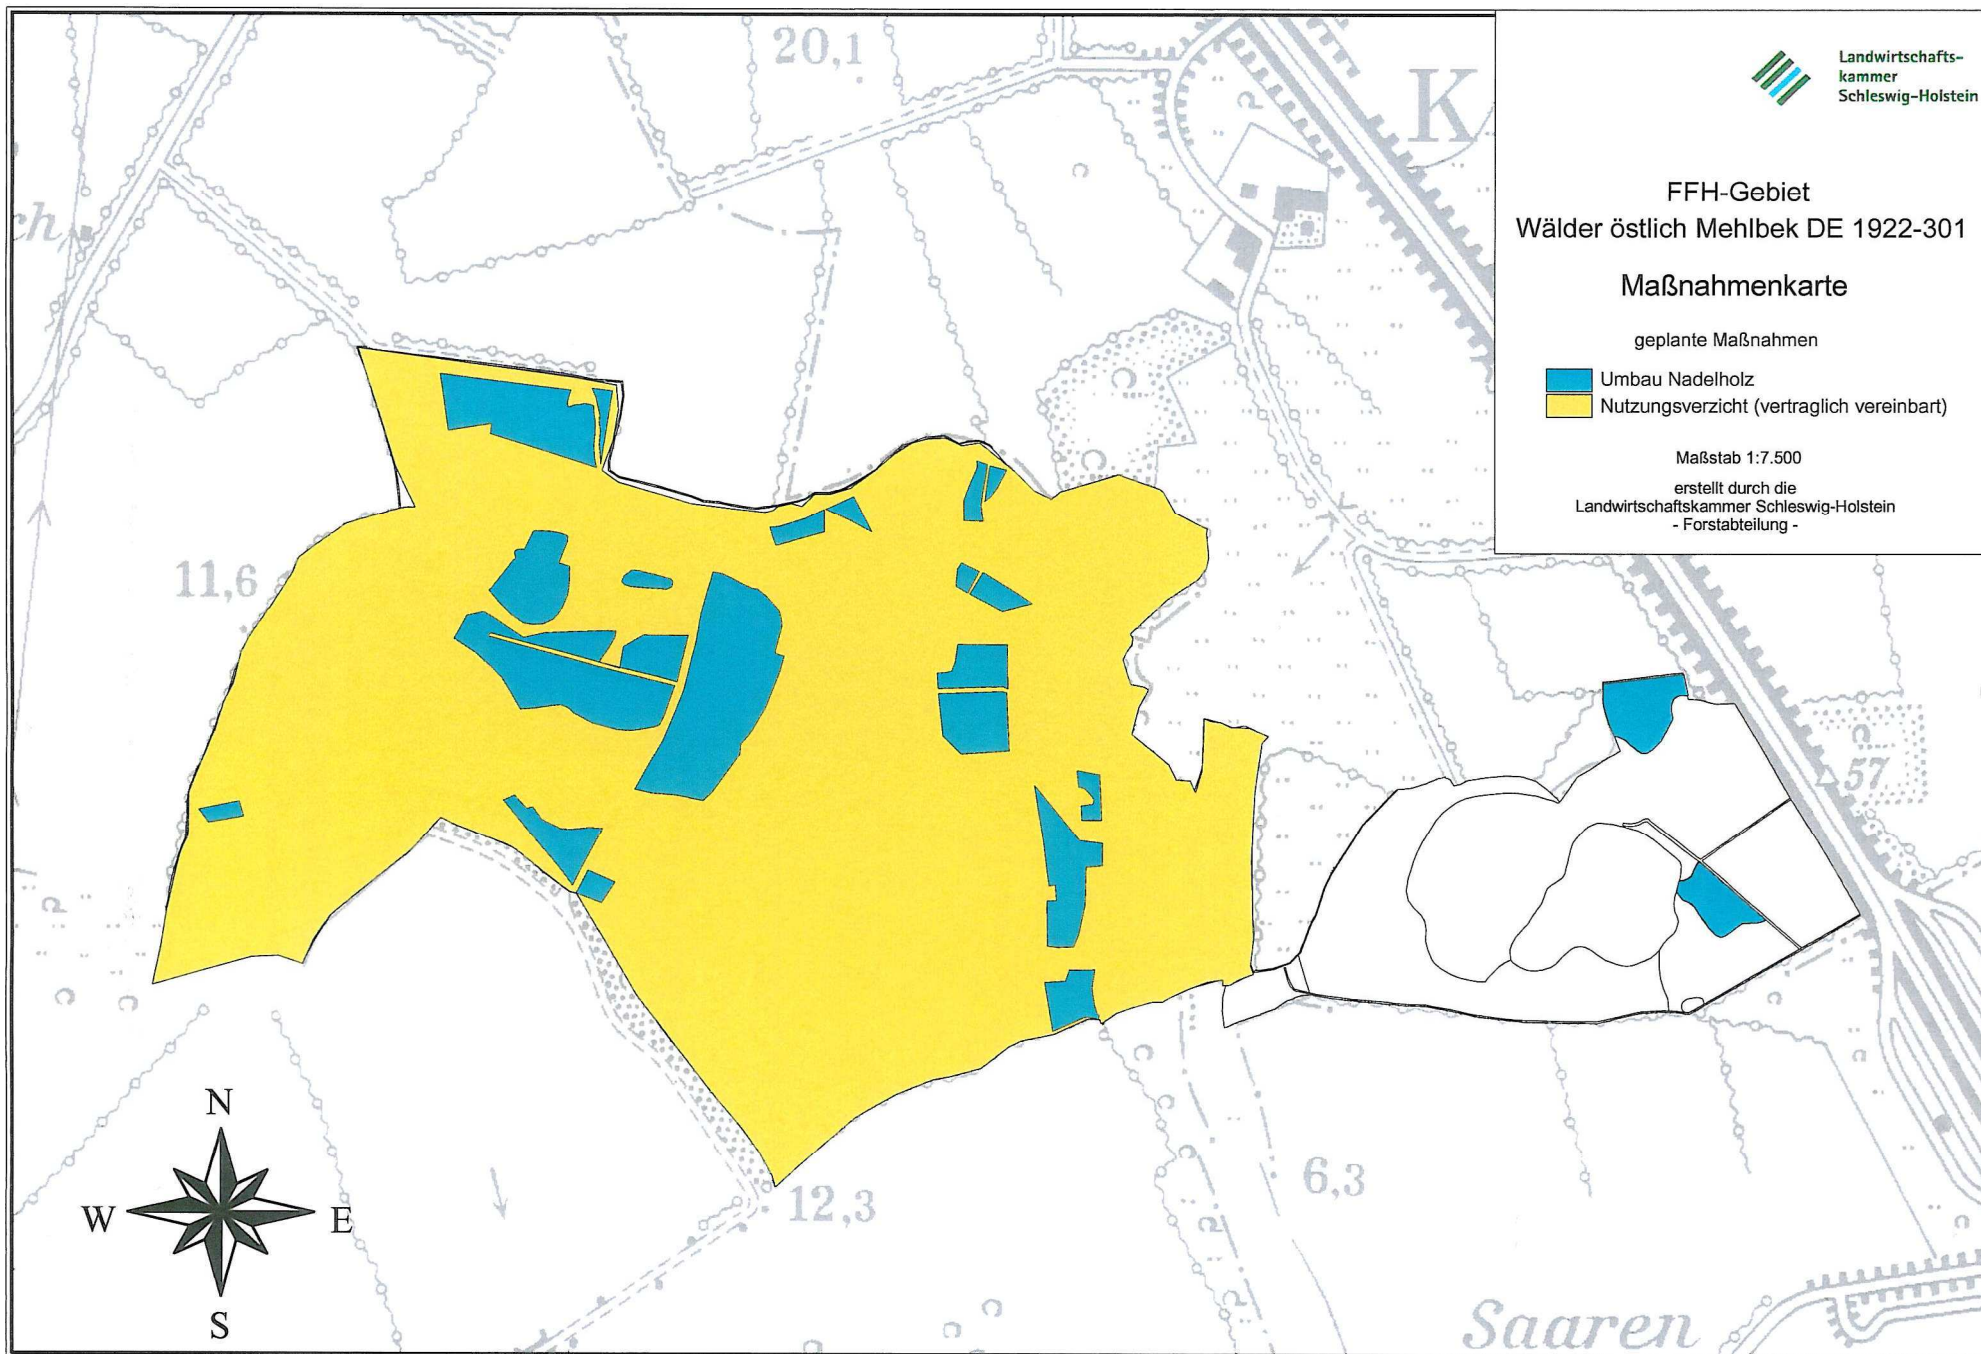 20,1
K
Landwirtschafts-
kammer
Schleswig-Holstein
FFH-Gebiet
Wälder östlich Mehlbek DE 1922-301
Maßnahmenkarte
geplante Maßnahmen
Umbau Nadelholz
Nutzungsverzicht (vertraglich vereinbart)
Maßstab 1:7.500
erstellt durch die
Landwirtschaftskammer Schleswig-Holstein
- Forstabteilung -
ch
11,6
57
N
W
E
S
12,3
6,3
Saaren